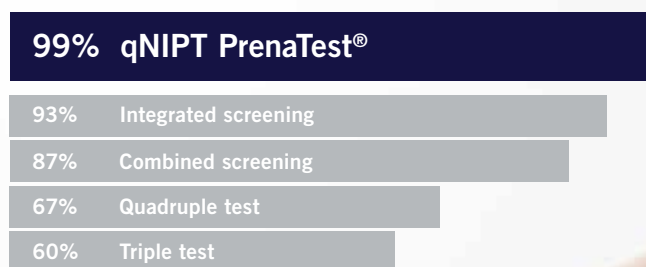 99% qNIPT PrenaTest®
93% Integrated screening
87% Combined screening
67% Quadruple test
60% Triple test